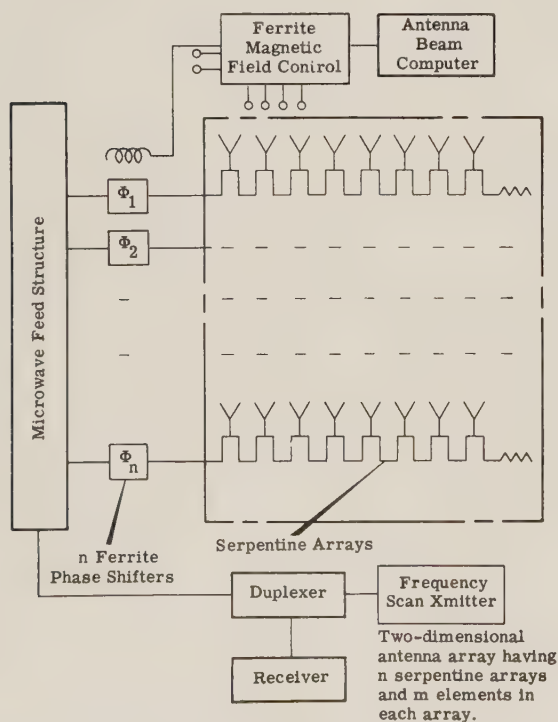 Ferrite
Magnetic
Field Control
Antenna
Beam
Computer
Microwave Feed Structure
Φ1
Φ2
Φn
n Ferrite
Phase Shifters
Serpentine Arrays
Duplexer
Frequency
Scan Xmitter
Receiver
Two-dimensional
antenna array having
n serpentine arrays
and m elements in
each array.